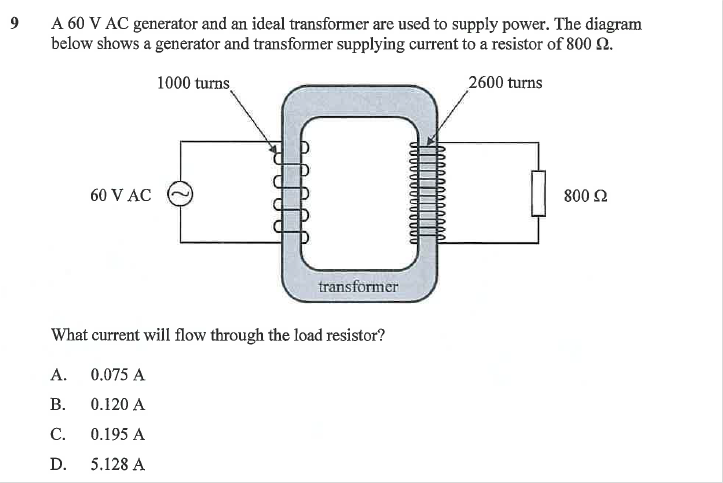 9 A 60 V AC generator and an ideal transformer are used to supply power. The diagram
below shows a generator and transformer supplying current to a resistor of 800 Ω.
1000 turns
2600 turns
60 V AC
800 Ω
transformer
What current will flow through the load resistor?
A. 0.075 A
B. 0.120 A
C. 0.195 A
D. 5.128 A